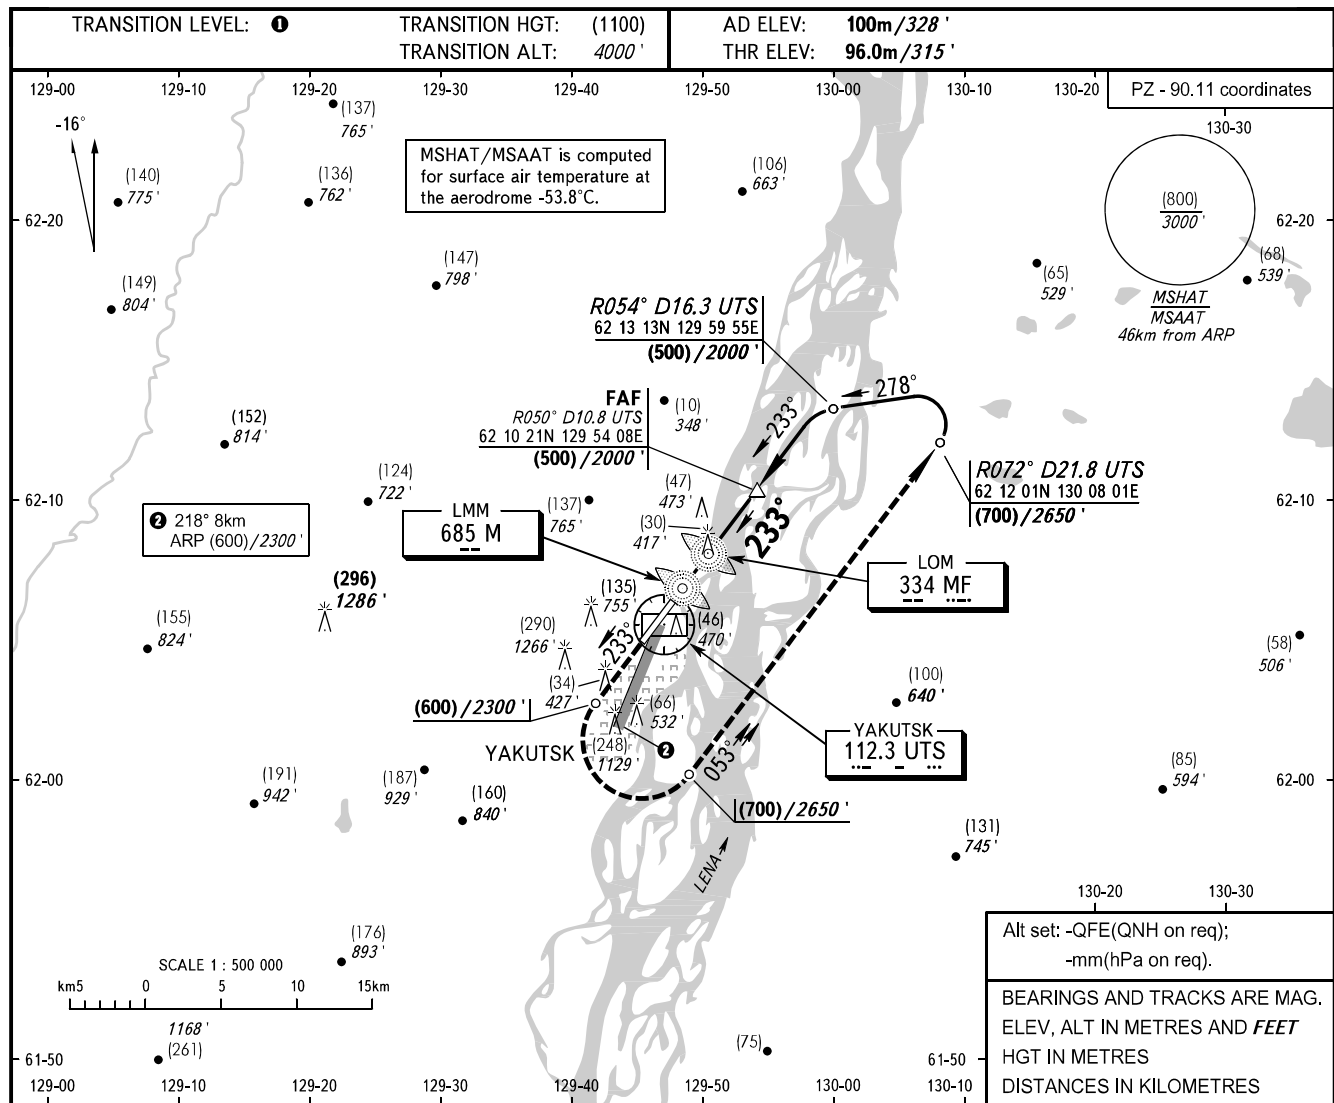 TRANSITION LEVEL: ❶
TRANSITION HGT: (1100)
TRANSITION ALT: 4000 '
AD ELEV: 100m/328 '
THR ELEV: 96.0m/315 '
129-00 129-10 129-20 129-30 129-40 129-50 130-00 130-10 130-20
PZ - 90.11 coordinates
130-30
-16°
(137)
765 '
MSHAT/MSAAT is computed
for surface air temperature at
the aerodrome -53.8°C.
(140)
775 '
(136)
762 '
(106)
663 '
(800)
3000 '
62-20
62-20
MSHAT
MSAAT
46km from ARP
(68)
539 '
(65)
529 '
(147)
798 '
(149)
804 '
R054° D16.3 UTS
62 13 13N 129 59 55E
(500)/2000 '
278°
233°
FAF
R050° D10.8 UTS
62 10 21N 129 54 08E
(500)/2000 '
(10)
348 '
(152)
814 '
R072° D21.8 UTS
62 12 01N 130 08 01E
(700)/2650 '
(124)
722 '
62-10
62-10
(47)
473 '
(137)
765 '
(30)
417 '
233°
❷ 218° 8km
ARP (600)/2300 '
LMM
685 M
LOM
334 MF
(296)
1286 '
(135)
755 '
(155)
824 '
(290)
1266 '
233°
(46)
470 '
(58)
506 '
(34)
427 '
(100)
640 '
(66)
532 '
(600)/2300 '
YAKUTSK
(248)
1129 '
❷
053°
YAKUTSK
112.3 UTS
62-00
62-00
(191)
942 '
(187)
929 '
(160)
840 '
(85)
594 '
(700)/2650 '
(131)
745 '
LENA
130-20 130-30
(176)
893 '
SCALE 1 : 500 000
km5 0 5 10 15km
1168 '
(261)
(75)
61-50
61-50
Alt set: -QFE(QNH on req);
-mm(hPa on req).
BEARINGS AND TRACKS ARE MAG.
ELEV, ALT IN METRES AND FEET
HGT IN METRES
DISTANCES IN KILOMETRES
129-00 129-10 129-20 129-30 129-40 129-50 130-00 130-10